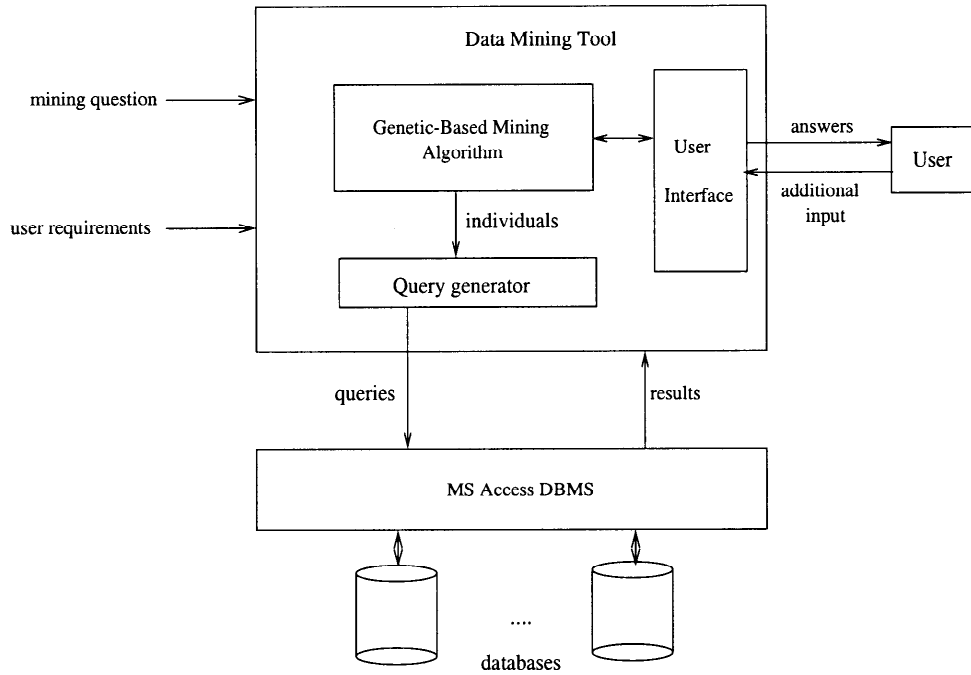 Data Mining Tool
mining question
Genetic-Based Mining
Algorithm
User
Interface
answers
User
additional
input
user requirements
individuals
Query generator
queries
results
MS Access DBMS
....
databases